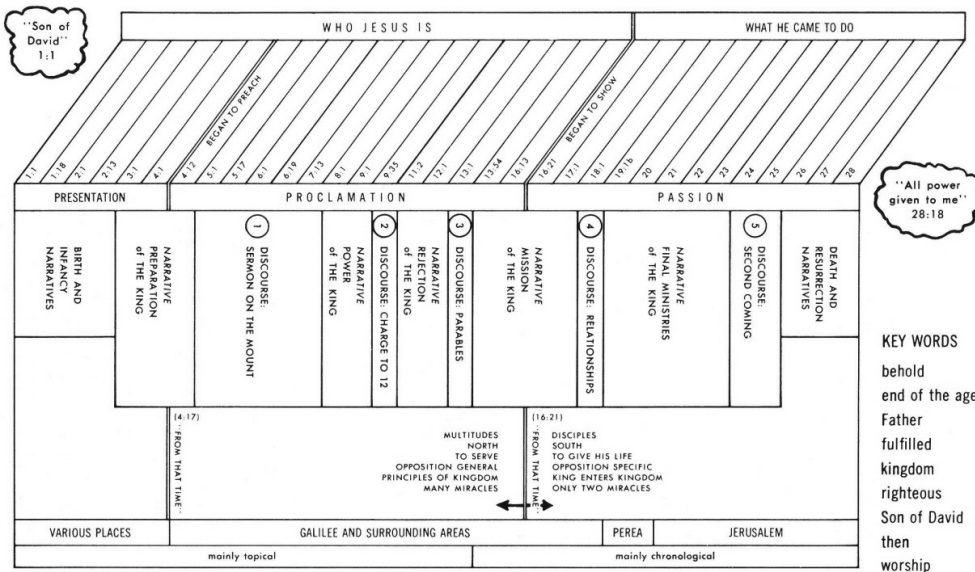 "Son of
David"
1:1
WHO JESUS IS
WHAT HE CAME TO DO
BEGAN TO PREACH
BEGAN TO SHOW
1:1
1:18
2:1
2:13
3:1
4:1
4:12
5:1
5:17
6:1
6:19
7:13
8:1
9:1
9:35
11:2
12:1
13:1
13:54
16:13
16:21
17:1
18:1
19:1b
20
21
22
23
24
25
26
27
28
"All power
given to me"
28:18
PRESENTATION
PROCLAMATION
PASSION
BIRTH AND
INFANCY
NARRATIVES
NARRATIVE
PREPARATION
of THE KING
1
DISCOURSE:
SERMON ON THE MOUNT
NARRATIVE
POWER
of THE KING
2
DISCOURSE: CHARGE TO 12
NARRATIVE
REJECTION
of THE KING
3
DISCOURSE: PARABLES
NARRATIVE
MISSION
of THE KING
4
DISCOURSE: RELATIONSHIPS
NARRATIVE
FINAL MINISTRIES
of THE KING
5
DISCOURSE:
SECOND COMING
DEATH AND
RESURRECTION
NARRATIVES
(4:17)
"FROM THAT TIME"
MULTITUDES
NORTH
TO SERVE
OPPOSITION GENERAL
PRINCIPLES OF KINGDOM
MANY MIRACLES
(16:21)
"FROM THAT TIME"
DISCIPLES
SOUTH
TO GIVE HIS LIFE
OPPOSITION SPECIFIC
KING ENTERS KINGDOM
ONLY TWO MIRACLES
VARIOUS PLACES
GALILEE AND SURROUNDING AREAS
PEREA
JERUSALEM
mainly topical
mainly chronological
KEY WORDS
behold
end of the age
Father
fulfilled
kingdom
righteous
Son of David
then
worship